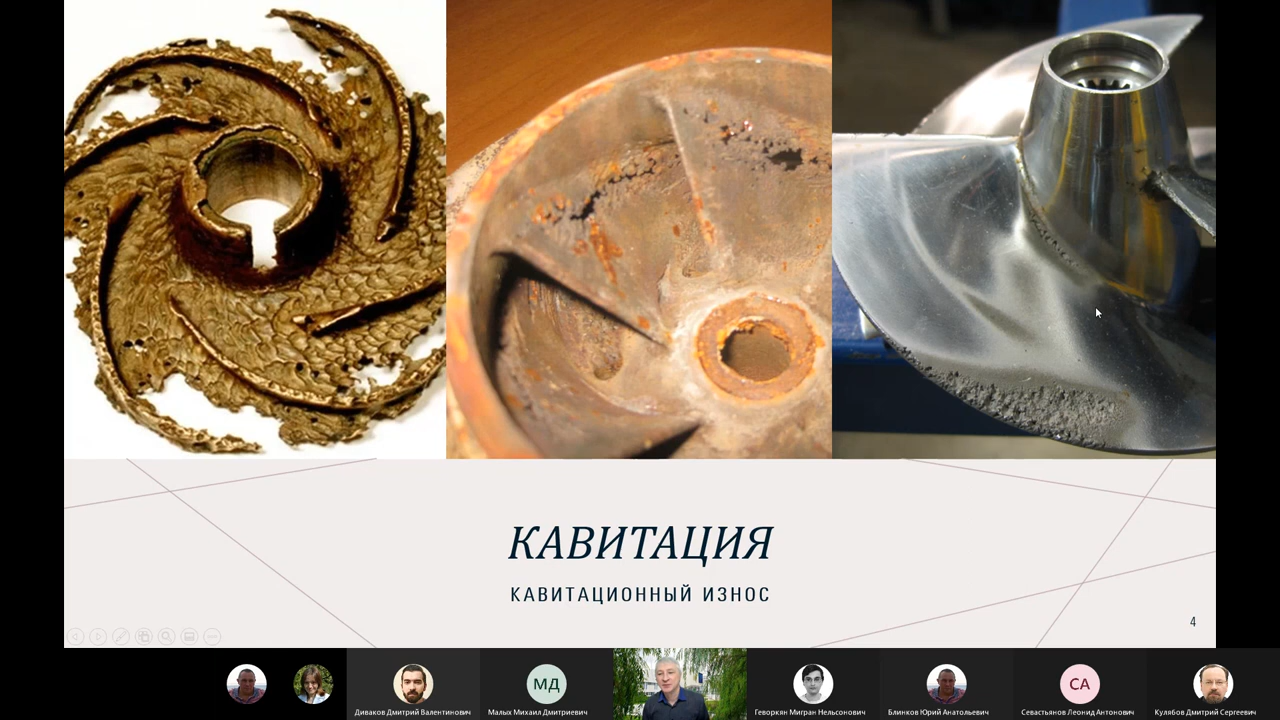 КАВИТАЦИЯ
КАВИТАЦИОННЫЙ ИЗНОС
4
МД
СА
Диваков Дмитрий Валентинович
Малых Михаил Дмитриевич
Геворкян Мигран Нельсонович
Блинков Юрий Анатольевич
Севастьянов Леонид Антонович
Кулябов Дмитрий Сергеевич